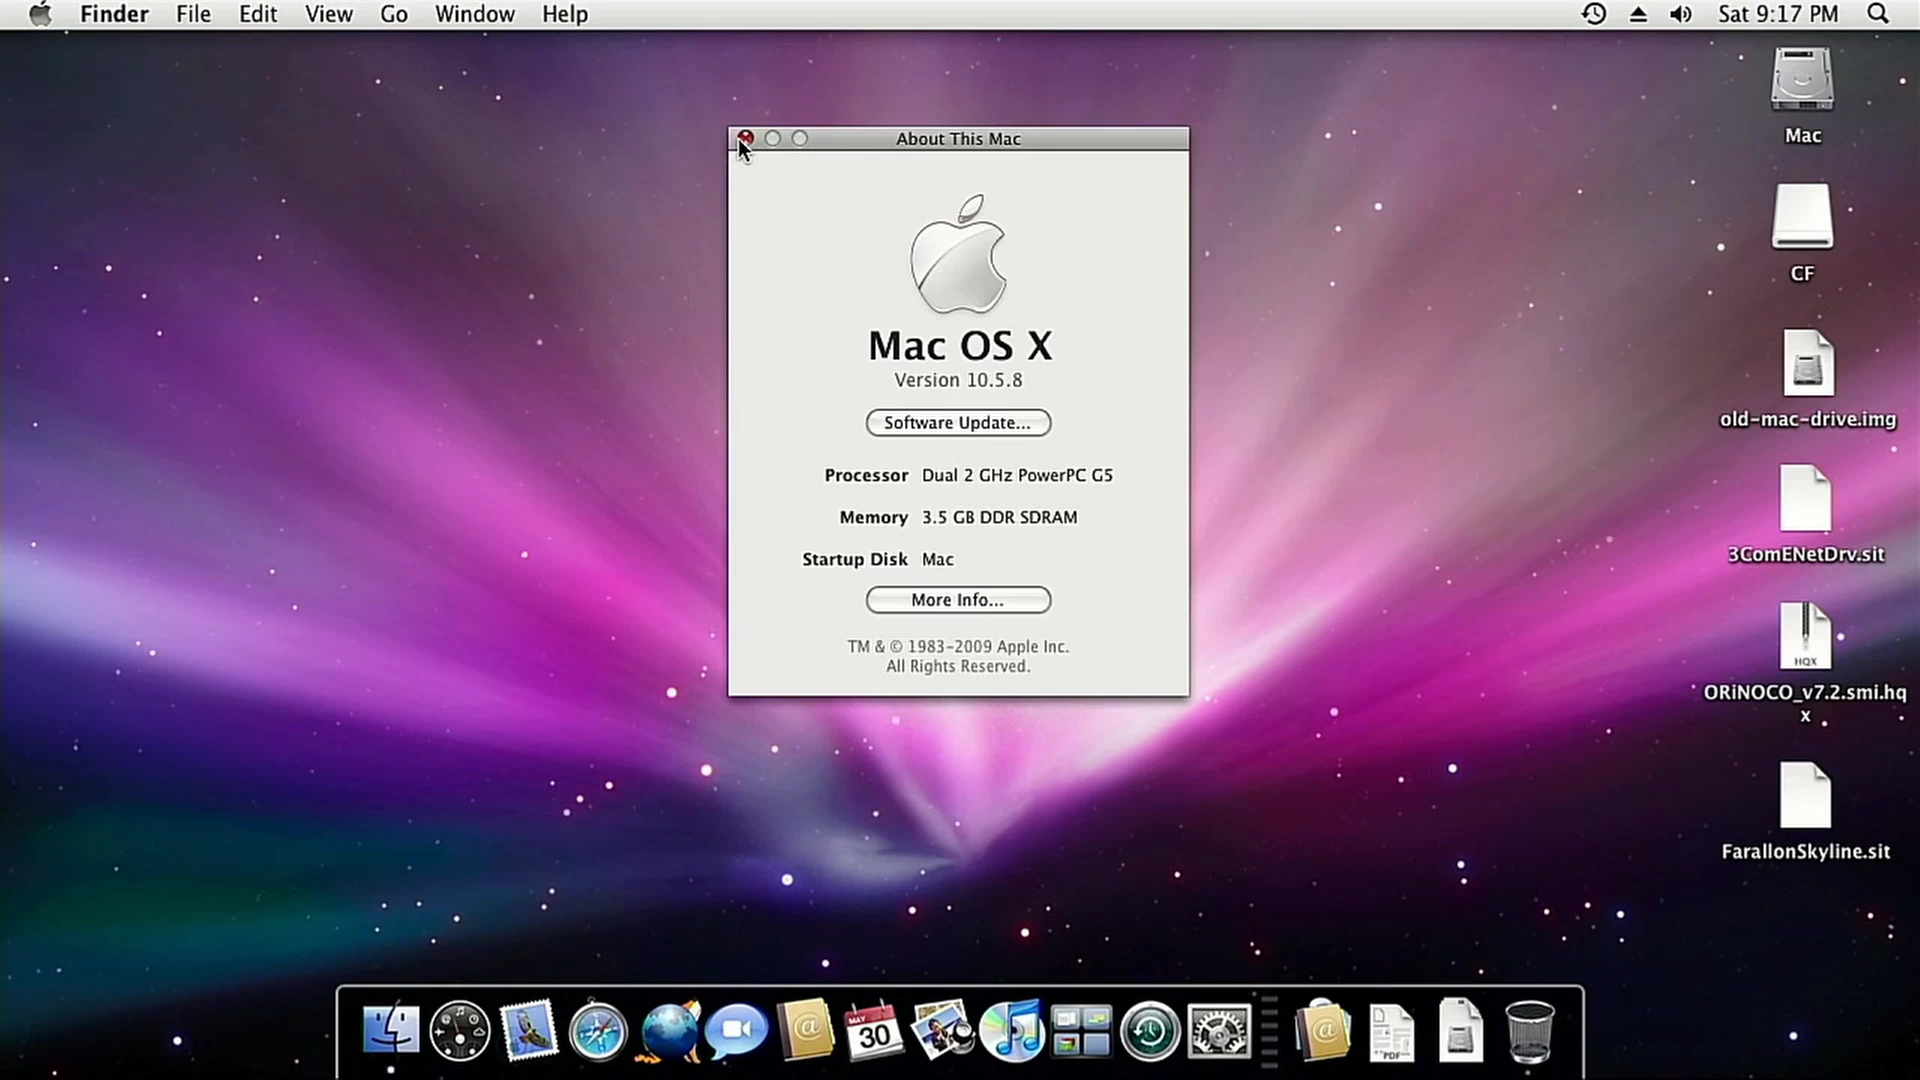 Finder File Edit View Go Window Help
Sat 9:17 PM
About This Mac
Mac OS X
Version 10.5.8
Software Update...
Processor Dual 2 GHz PowerPC G5
Memory 3.5 GB DDR SDRAM
Startup Disk Mac
More Info...
TM & © 1983-2009 Apple Inc.
All Rights Reserved.
Mac
CF
old-mac-drive.img
3ComENetDrv.sit
HQX
ORiNOCO_v7.2.smi.hq
x
FarallonSkyline.sit
@
MAY
30
@
PDF